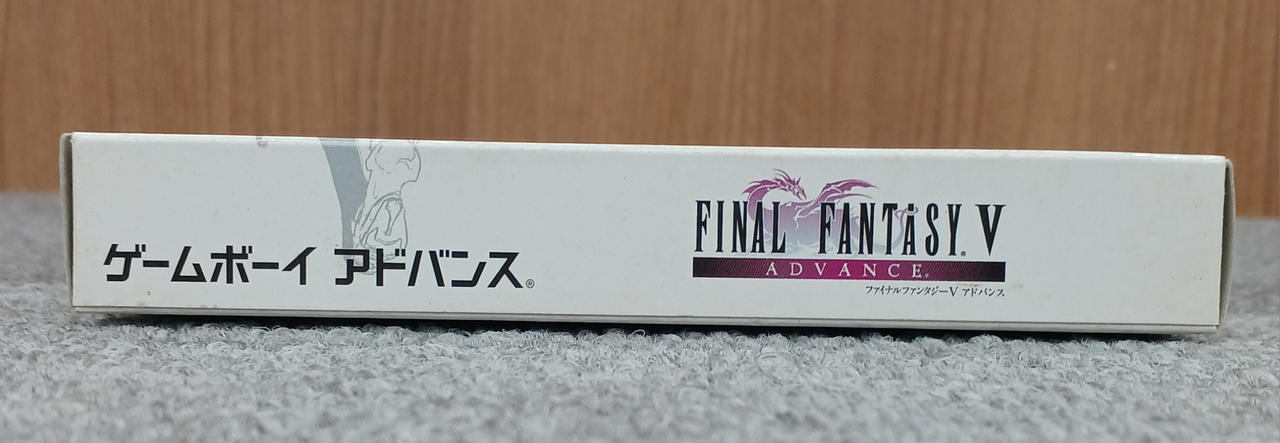 ゲームボーイ アドバンス®
FINAL FANTASY® V
ADVANCE®
ファイナルファンタジーV アドバンス